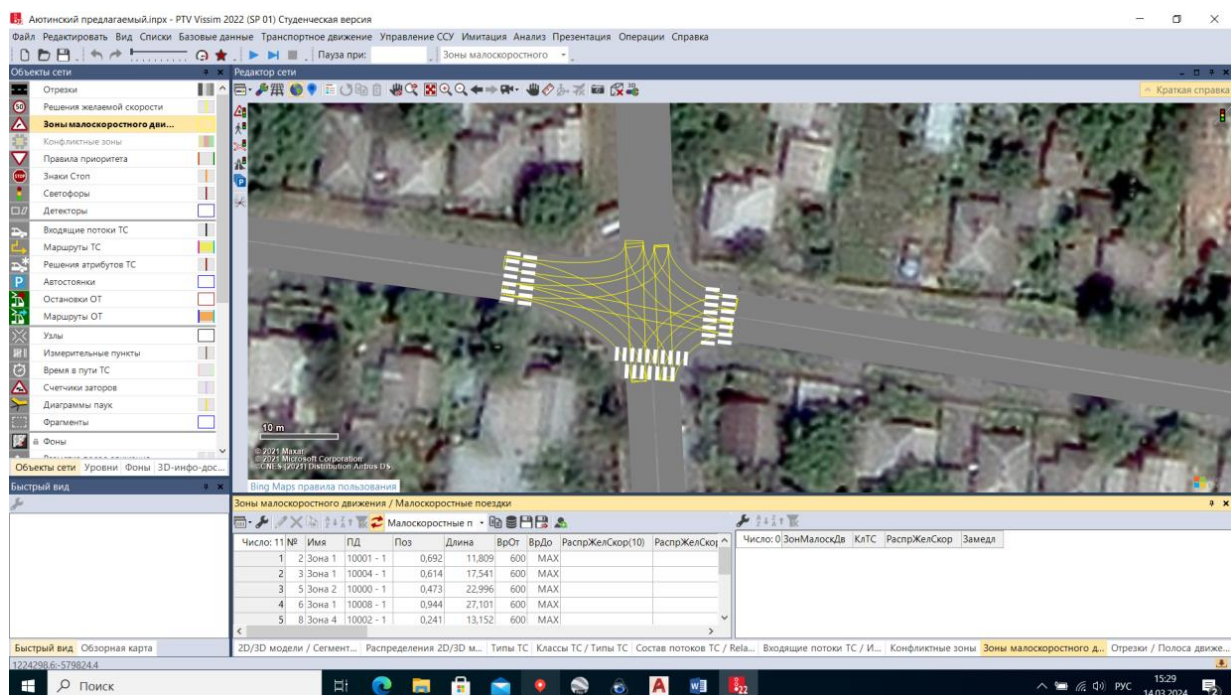 Аютинский предлагаемый.inpx - PTV Vissim 2022 (SP 01) Студенческая версия
Файл Редактировать Вид Списки Базовые данные Транспортное движение Управление ССУ Имитация Анализ Презентация Операции Справка
Пауза при: Зоны малоскоростного
Объекты сети
Редактор сети
Краткая справка
Отрезки
Решения желаемой скорости
Зоны малоскоростного дви...
Конфликтные зоны
Правила приоритета
Знаки Стоп
Светофоры
Детекторы
Входящие потоки ТС
Маршруты ТС
Решения атрибутов ТС
Автостоянки
Остановки ОТ
Маршруты ОТ
Узлы
Измерительные пункты
Время в пути ТС
Счетчики заторов
Диаграммы паук
Фрагменты
Фоны
Объекты сети Уровни Фоны 3D-инфо-дос...
10 m
© 2021 Maxar
© 2021 Microsoft Corporation
©CNES (2021) Distribution Airbus DS
Bing Maps правила пользования
Быстрый вид
Зоны малоскоростного движения / Малоскоростные поездки
Малоскоростные п
Число: 11 № Имя ПД Поз Длина ВрОт ВрДо РаспрЖелСкор(10) РаспрЖелСкор
1 2 Зона 1 10001 - 1 0,692 11,809 600 MAX
2 3 Зона 1 10004 - 1 0,614 17,541 600 MAX
3 5 Зона 2 10000 - 1 0,473 22,996 600 MAX
4 6 Зона 1 10008 - 1 0,944 27,101 600 MAX
5 8 Зона 4 10002 - 1 0,241 13,152 600 MAX
Число: 0 ЗонМалоскДв КлТС РаспрЖелСкор Замедл
Быстрый вид Обзорная карта
2D/3D модели / Сегмент... Распределения 2D/3D м... Типы ТС Классы ТС / Типы ТС Состав потоков ТС / Rela... Входящие потоки ТС / И... Конфликтные зоны Зоны малоскоростного д... Отрезки / Полоса движе...
1224298.6:-579824.4
Поиск
РУС
15:29
14.03.2024